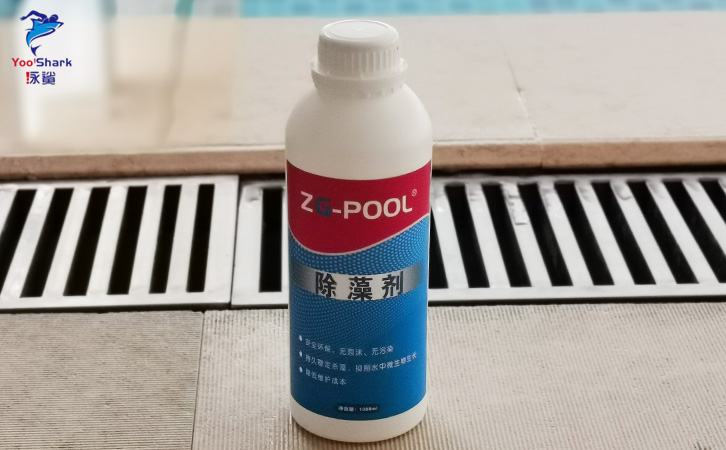 Yoo'Shark
泳鲨
ZG-POOL®
除藻剂
安全环保、无泡沫、无污染
持久稳定杀藻、抑制水中微生物生长
降低维护成本
净含量：1000ml